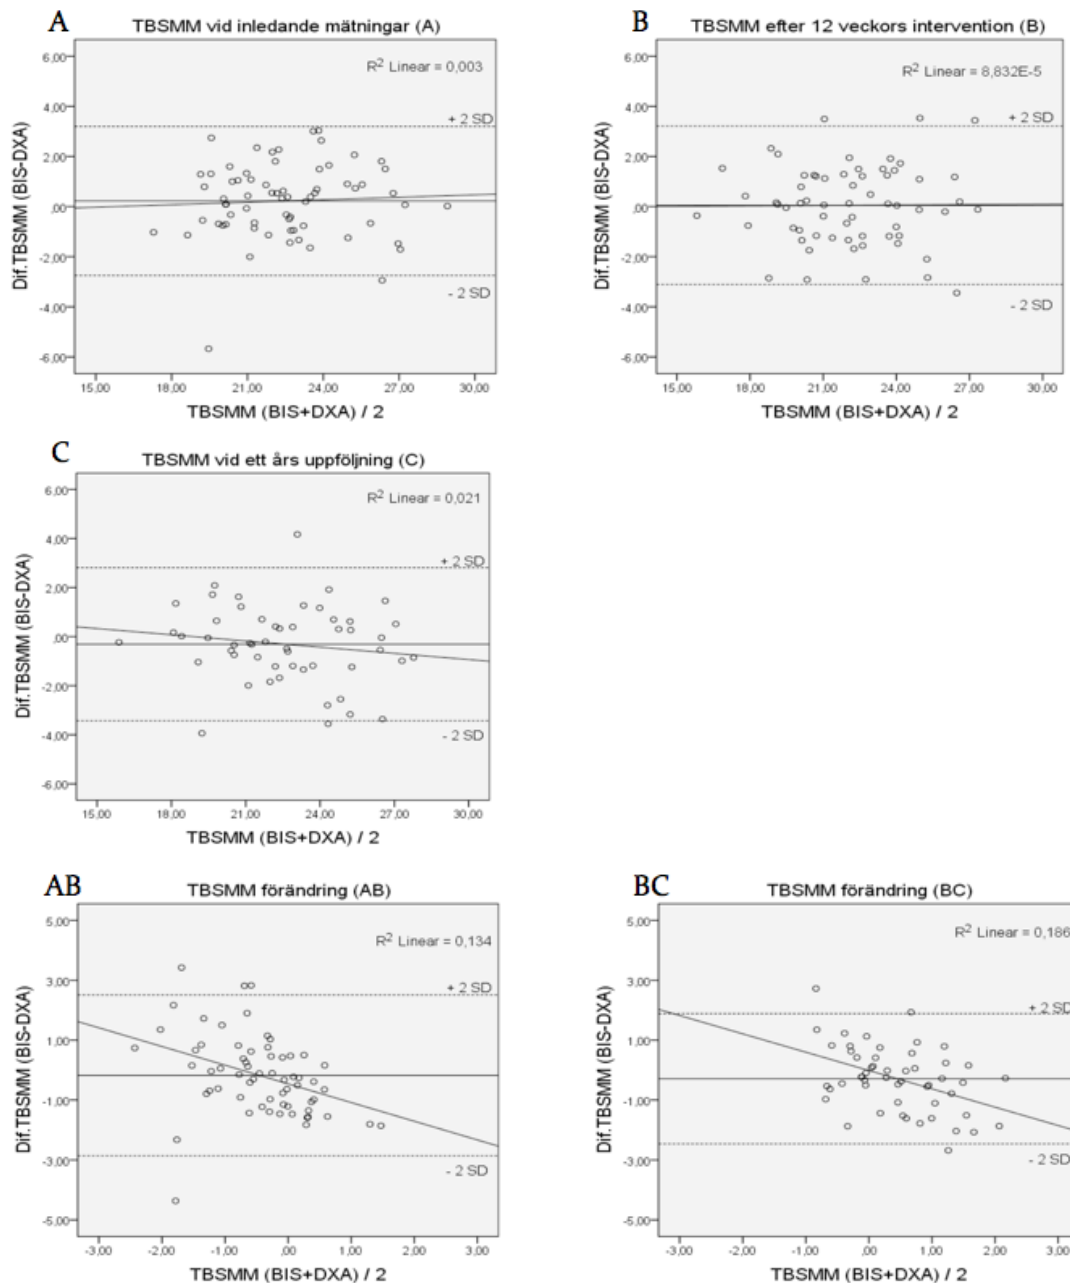 A
TBSMM vid inledande mätningar (A)
R² Linear = 0,003
+ 2 SD
- 2 SD
6,00
4,00
2,00
,00
-2,00
-4,00
-6,00
Dif.TBSMM (BIS-DXA)
15,00 18,00 21,00 24,00 27,00 30,00
TBSMM (BIS+DXA) / 2
B
TBSMM efter 12 veckors intervention (B)
R² Linear = 8,832E-5
+ 2 SD
- 2 SD
6,00
4,00
2,00
,00
-2,00
-4,00
-6,00
Dif.TBSMM (BIS-DXA)
15,00 18,00 21,00 24,00 27,00 30,00
TBSMM (BIS+DXA) / 2
C
TBSMM vid ett års uppföljning (C)
R² Linear = 0,021
+ 2 SD
- 2 SD
6,00
4,00
2,00
,00
-2,00
-4,00
-6,00
Dif.TBSMM (BIS-DXA)
15,00 18,00 21,00 24,00 27,00 30,00
TBSMM (BIS+DXA) / 2
AB
TBSMM förändring (AB)
R² Linear = 0,134
+ 2 SD
- 2 SD
5,00
3,00
1,00
-1,00
-3,00
-5,00
Dif.TBSMM (BIS-DXA)
-3,00 -2,00 -1,00 ,00 1,00 2,00 3,00
TBSMM (BIS+DXA) / 2
BC
TBSMM förändring (BC)
R² Linear = 0,186
+ 2 SD
- 2 SD
5,00
3,00
1,00
-1,00
-3,00
-5,00
Dif.TBSMM (BIS-DXA)
-3,00 -2,00 -1,00 ,00 1,00 2,00 3,00
TBSMM (BIS+DXA) / 2